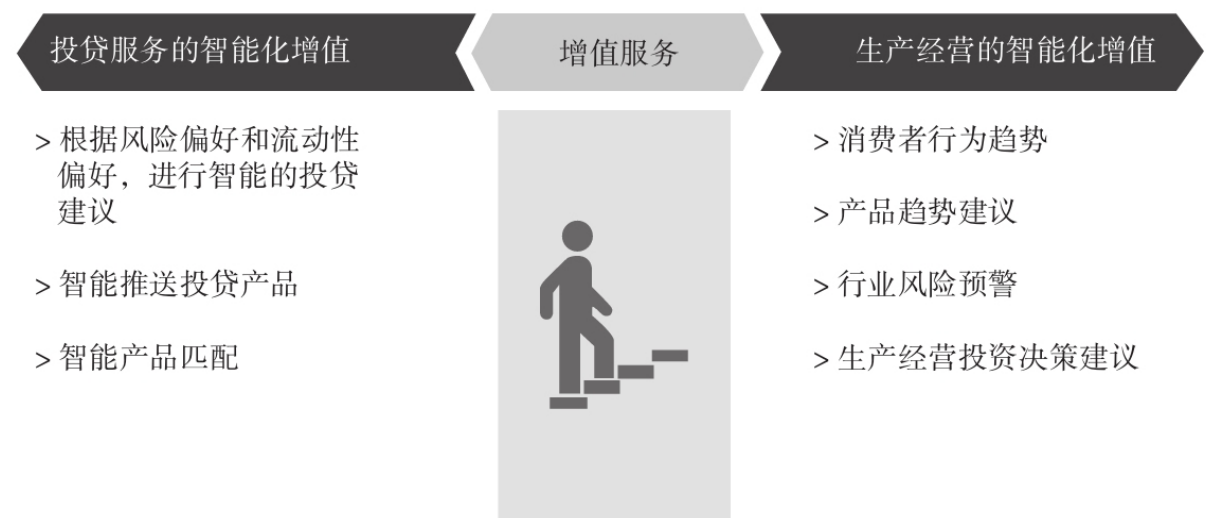 投贷服务的智能化增值
增值服务
生产经营的智能化增值
> 根据风险偏好和流动性
偏好，进行智能的投贷
建议
> 智能推送投贷产品
> 智能产品匹配
> 消费者行为趋势
> 产品趋势建议
> 行业风险预警
> 生产经营投资决策建议